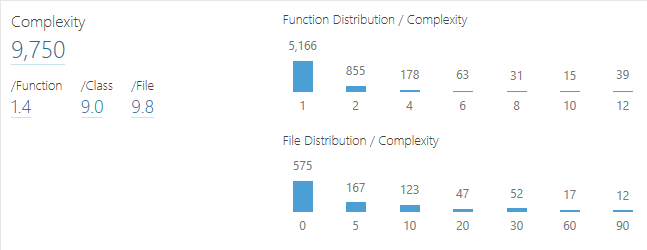 Complexity
9,750
/Function /Class /File
1.4 9.0 9.8
Function Distribution / Complexity
5,166 855 178 63 31 15 39
1 2 4 6 8 10 12
File Distribution / Complexity
575 167 123 47 52 17 12
0 5 10 20 30 60 90